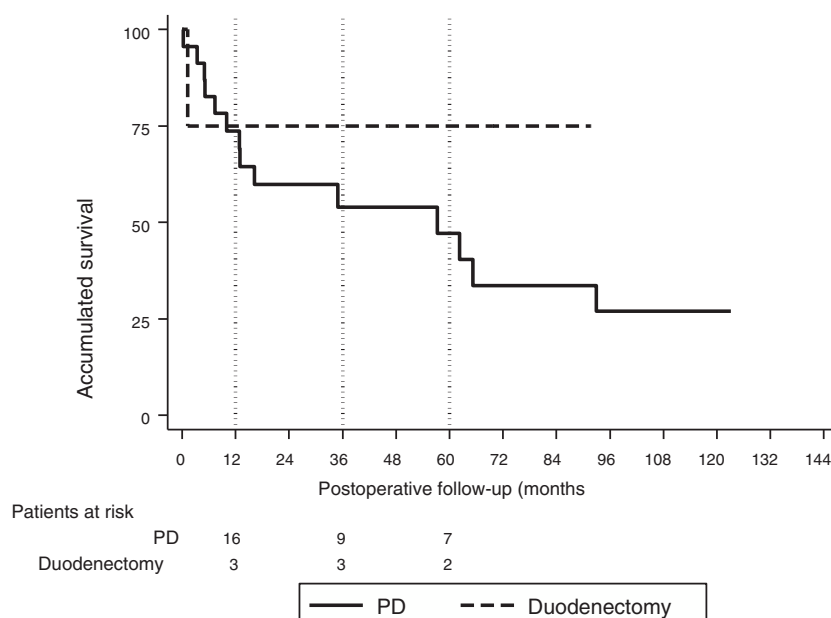 100
75
50
25
0
Accumulated survival
0 12 24 36 48 60 72 84 96 108 120 132 144
Postoperative follow-up (months
Patients at risk
PD 16 9 7
Duodenectomy 3 3 2
PD Duodenectomy